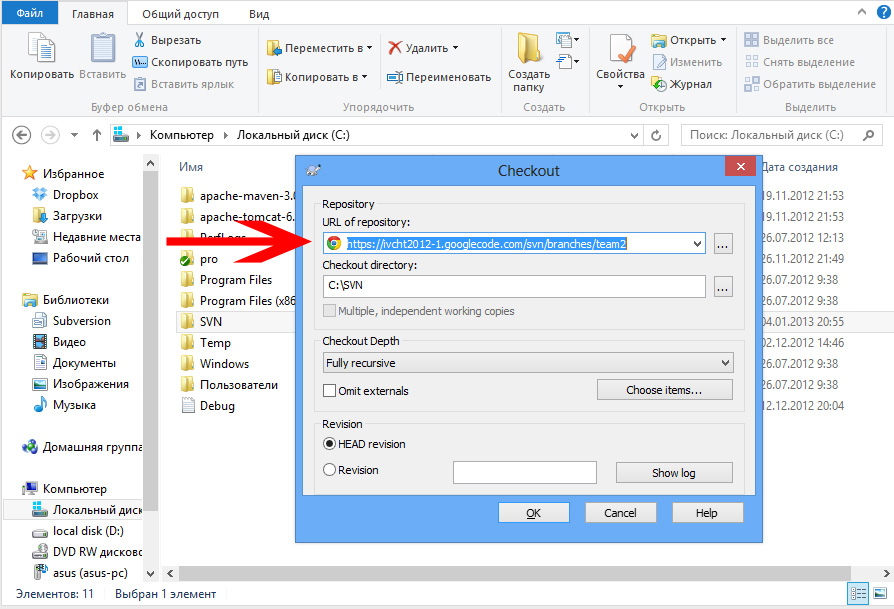 Файл Главная Общий доступ Вид
Копировать Вставить Вырезать Скопировать путь Вставить ярлык
Буфер обмена
Переместить в Удалить
Копировать в Переименовать
Упорядочить
Создать папку
Создать
Свойства Открыть Изменить Журнал
Открыть
Выделить все
Снять выделение
Обратить выделение
Выделить
Компьютер Локальный диск (C:)
Поиск: Локальный диск (C:)
Избранное
Dropbox
Загрузки
Недавние места
Рабочий стол
Библиотеки
Subversion
Видео
Документы
Изображения
Музыка
Домашняя группа
Компьютер
Локальный диск
local disk (D:)
DVD RW дисково
asus (asus-pc)
Имя
apache-maven-3.0
apache-tomcat-6.
PerfLogs
pro
Program Files
Program Files (x86
SVN
Temp
Windows
Пользователи
Debug
Checkout
Repository
URL of repository:
https://ivcht2012-1.googlecode.com/svn/branches/team2
...
Checkout directory:
C:\SVN
...
Multiple, independent working copies
Checkout Depth
Fully recursive
Omit externals
Choose items...
Revision
HEAD revision
Revision
Show log
OK Cancel Help
Дата создания
19.11.2012 21:53
19.11.2012 21:53
26.07.2012 12:13
26.11.2012 21:49
26.07.2012 9:38
26.07.2012 9:38
04.01.2013 20:55
02.12.2012 14:46
26.07.2012 9:38
26.07.2012 9:38
12.12.2012 20:04
Элементов: 11 Выбран 1 элемент